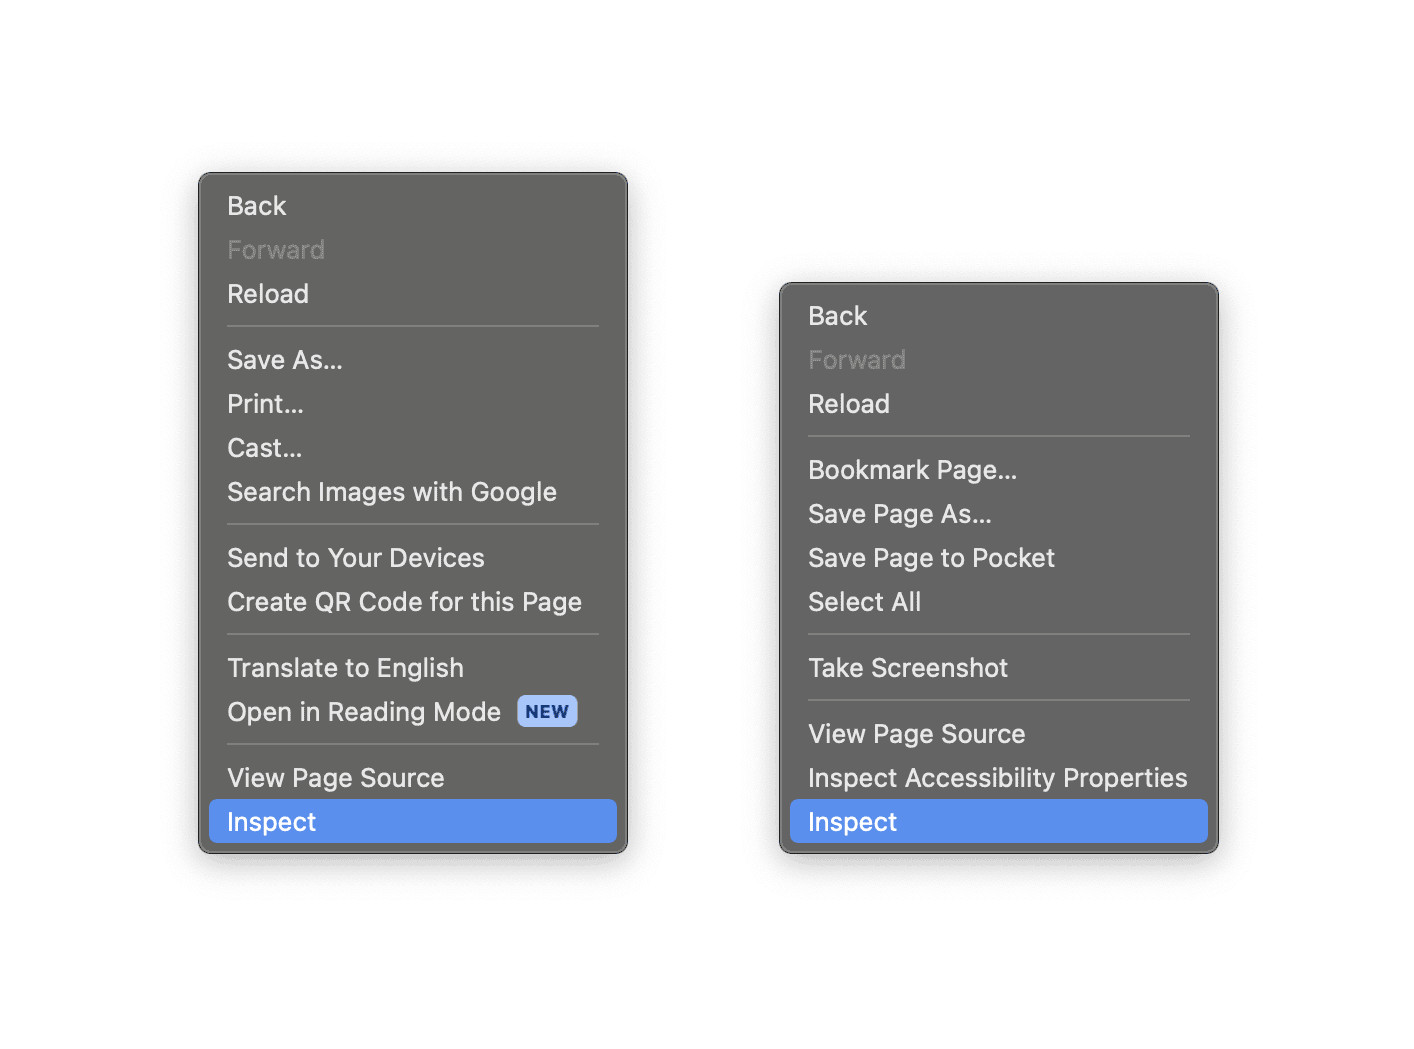 Back
Forward
Reload
Save As...
Print...
Cast...
Search Images with Google
Send to Your Devices
Create QR Code for this Page
Translate to English
Open in Reading Mode NEW
View Page Source
Inspect
Back
Forward
Reload
Bookmark Page...
Save Page As...
Save Page to Pocket
Select All
Take Screenshot
View Page Source
Inspect Accessibility Properties
Inspect